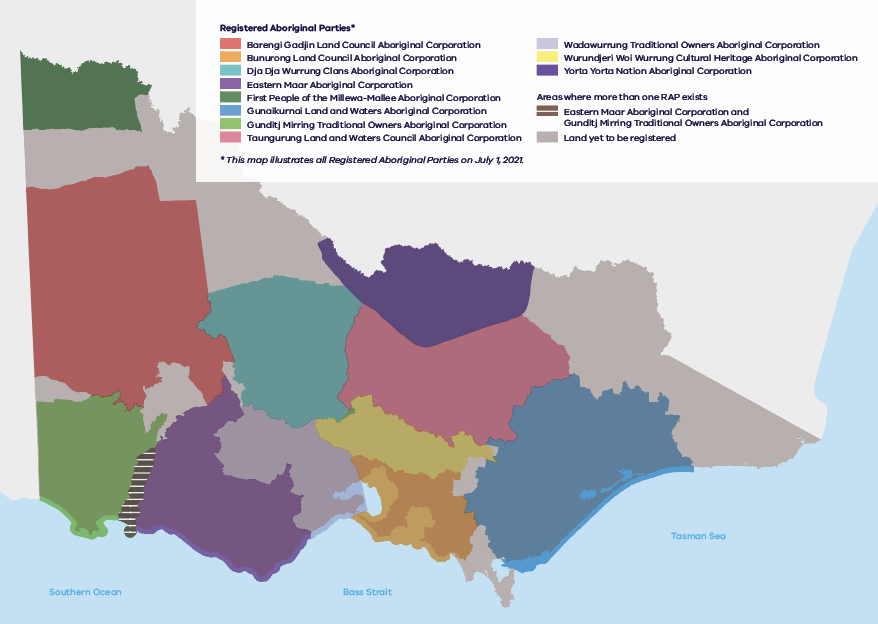 Registered Aboriginal Parties*
Barengi Gadjin Land Council Aboriginal Corporation
Bunurong Land Council Aboriginal Corporation
Dja Dja Wurrung Clans Aboriginal Corporation
Eastern Maar Aboriginal Corporation
First People of the Millewa-Mallee Aboriginal Corporation
Gunaikurnai Land and Waters Aboriginal Corporation
Gunditj Mirring Traditional Owners Aboriginal Corporation
Taungurung Land and Waters Council Aboriginal Corporation
* This map illustrates all Registered Aboriginal Parties on July 1, 2021.
Wadawurrung Traditional Owners Aboriginal Corporation
Wurundjeri Woi Wurrung Cultural Heritage Aboriginal Corporation
Yorta Yorta Nation Aboriginal Corporation
Areas where more than one RAP exists
Eastern Maar Aboriginal Corporation and
Gunditj Mirring Traditional Owners Aboriginal Corporation
Land yet to be registered
Tasman Sea
Southern Ocean
Bass Strait